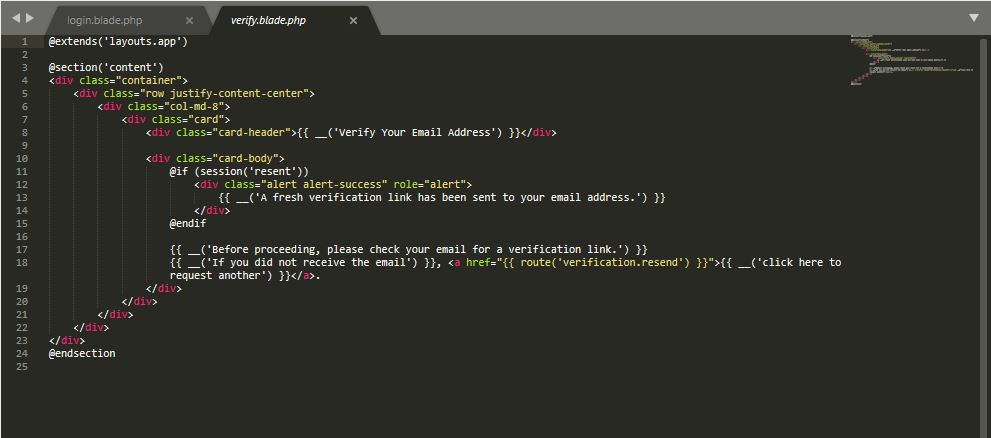 login.blade.php
verify.blade.php
1 @extends('layouts.app')
2
3 @section('content')
4 <div class="container">
5 <div class="row justify-content-center">
6 <div class="col-md-8">
7 <div class="card">
8 <div class="card-header">{{ __('Verify Your Email Address') }}</div>
9
10 <div class="card-body">
11 @if (session('resent'))
12 <div class="alert alert-success" role="alert">
13 {{ __('A fresh verification link has been sent to your email address.') }}
14 </div>
15 @endif
16
17 {{ __('Before proceeding, please check your email for a verification link.') }}
18 {{ __('If you did not receive the email') }}, <a href="{{ route('verification.resend') }}">{{ __('click here to
request another') }}</a>.
19 </div>
20 </div>
21 </div>
22 </div>
23 </div>
24 @endsection
25